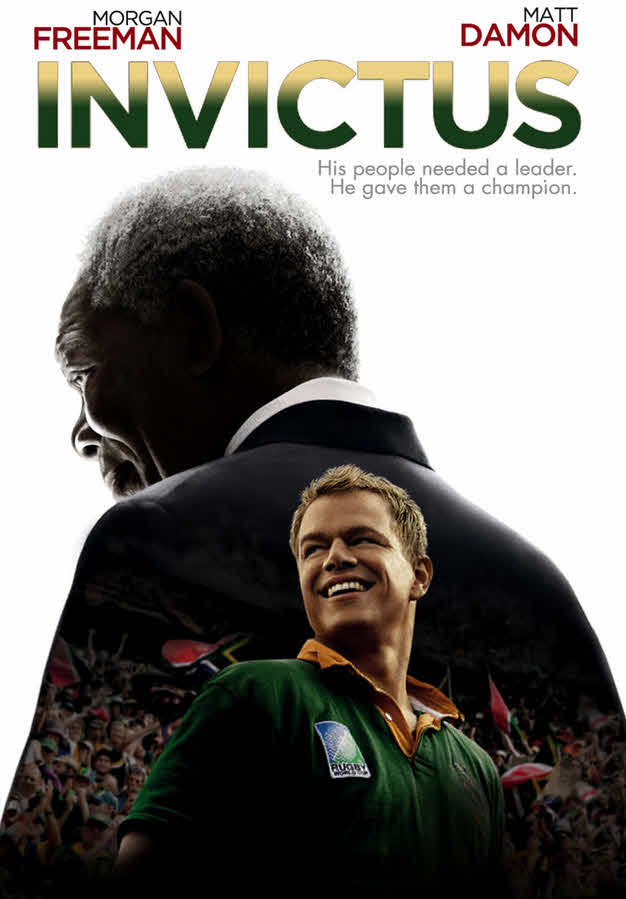 MORGAN
FREEMAN
MATT
DAMON
INVICTUS
His people needed a leader.
He gave them a champion.
RUGBY
WORLD CUP